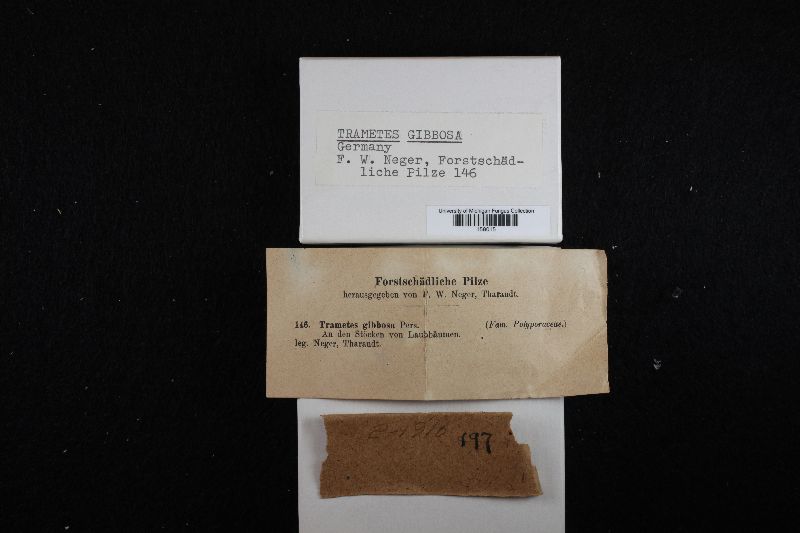 TRAMETES GIBBOSA
Germany
F. W. Neger, Forstschäd-
liche Pilze 146
University of Michigan Fungus Collection
Forstschädliche Pilze
herausgegeben von F. W. Neger, Tharandt.
146. Trametes gibbosa Pers. (Fam. Polyporaceae.)
An den Stöcken von Laubbäumen.
leg. Neger, Tharandt.
197